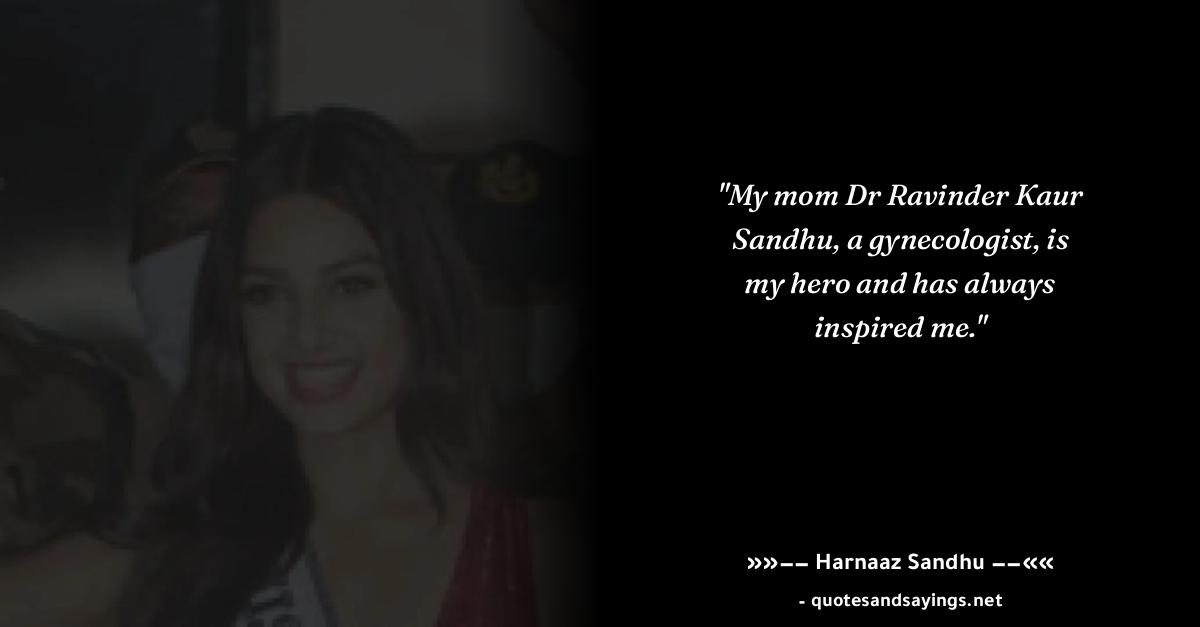 "My mom Dr Ravinder Kaur
Sandhu, a gynecologist, is
my hero and has always
inspired me."
»»−− Harnaaz Sandhu −−««
- quotesandsayings.net